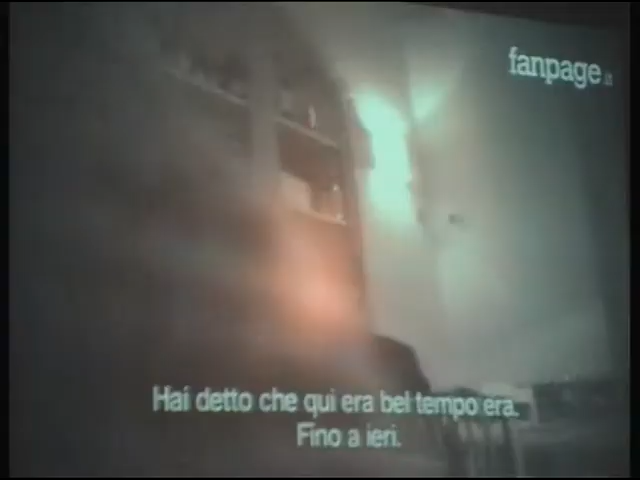 fanpage.it
Hai detto che qui era bel tempo era.
Fino a ieri.